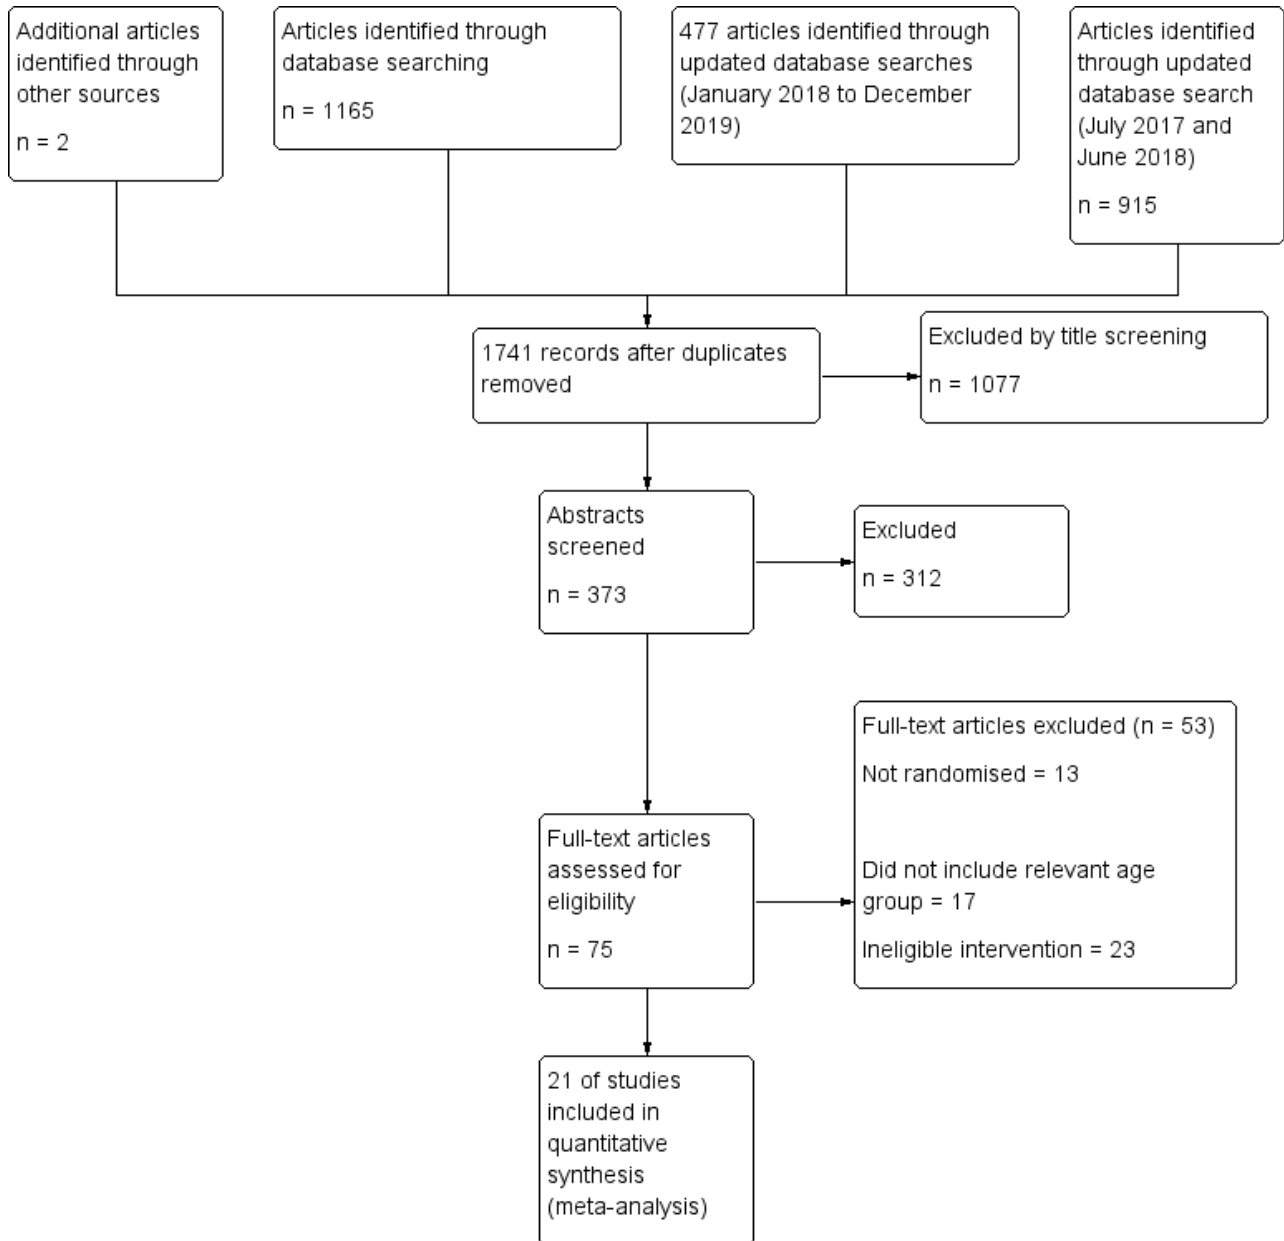 Additional articles
identified through
other sources
n = 2
Articles identified through
database searching
n = 1165
477 articles identified through
updated database searches
(January 2018 to December
2019)
Articles identified
through updated
database search
(July 2017 and
June 2018)
n = 915
1741 records after duplicates
removed
Excluded by title screening
n = 1077
Abstracts
screened
n = 373
Excluded
n = 312
Full-text articles
assessed for
eligibility
n = 75
Full-text articles excluded (n = 53)
Not randomised = 13
Did not include relevant age
group = 17
Ineligible intervention = 23
21 of studies
included in
quantitative
synthesis
(meta-analysis)